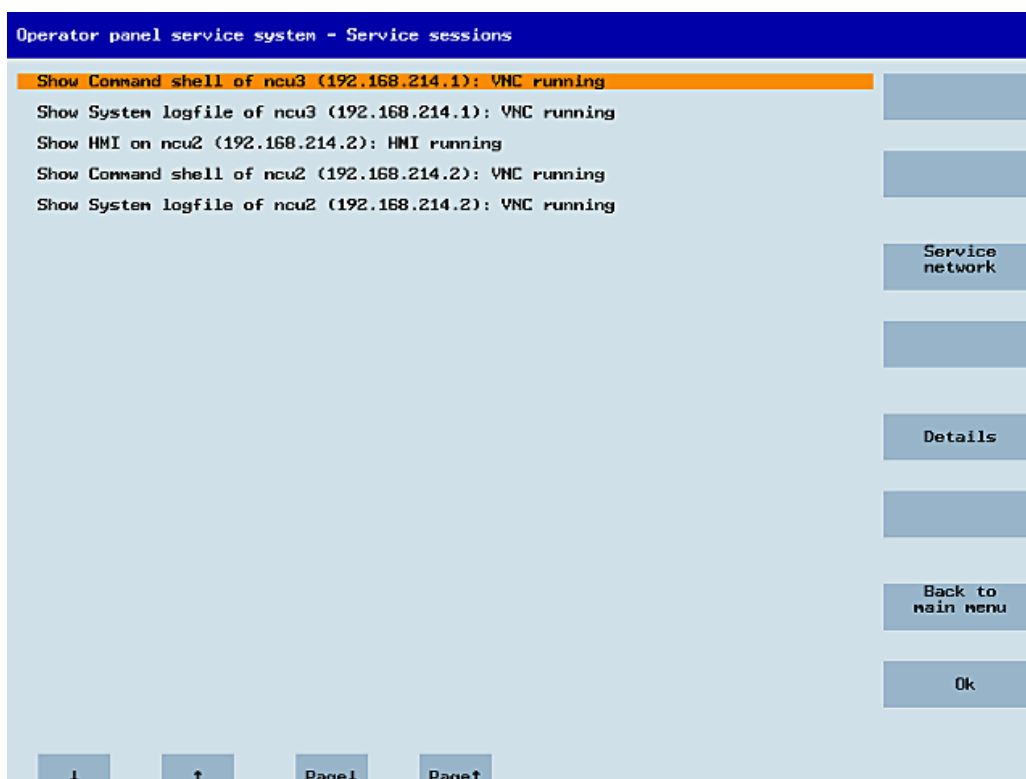 Operator panel service system - Service sessions
Show Command shell of ncu3 (192.168.214.1): VNC running
Show System logfile of ncu3 (192.168.214.1): VNC running
Show HMI on ncu2 (192.168.214.2): HMI running
Show Command shell of ncu2 (192.168.214.2): VNC running
Show System logfile of ncu2 (192.168.214.2): VNC running
Service
network
Details
Back to
main menu
Ok
↓ ↑ Page↓ Page↑